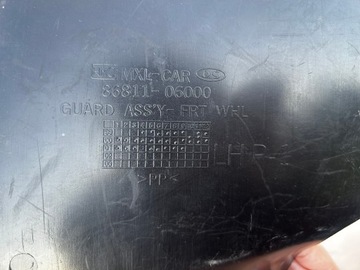 MXL-CAR
86811-06000
GUARD ASS'Y-FRT WHL
LH
>PP<